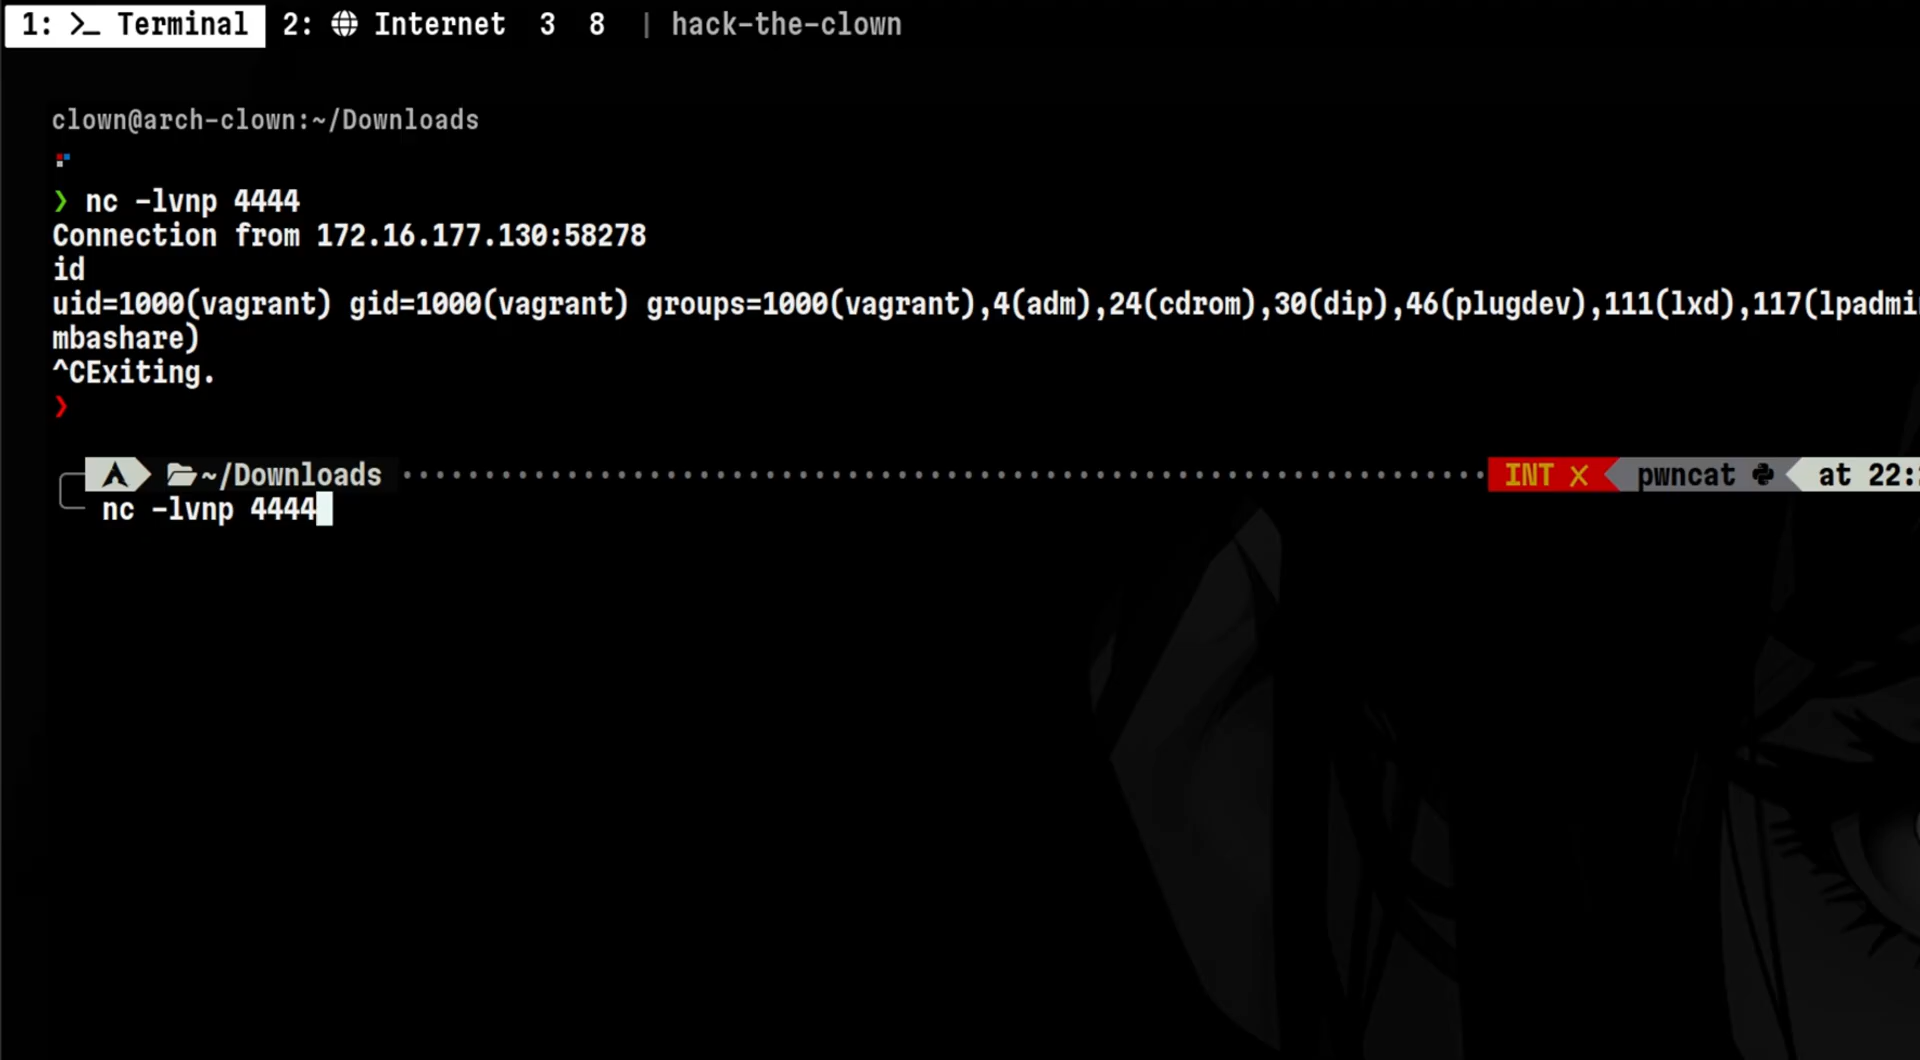 1: >_ Terminal 2: Internet 3 8 | hack-the-clown
clown@arch-clown:~/Downloads
❯ nc -lvnp 4444
Connection from 172.16.177.130:58278
id
uid=1000(vagrant) gid=1000(vagrant) groups=1000(vagrant),4(adm),24(cdrom),30(dip),46(plugdev),111(lxd),117(lpadmi
mbashare)
^CExiting.
❯
~/Downloads INT ✗ pwncat at 22:
nc -lvnp 4444